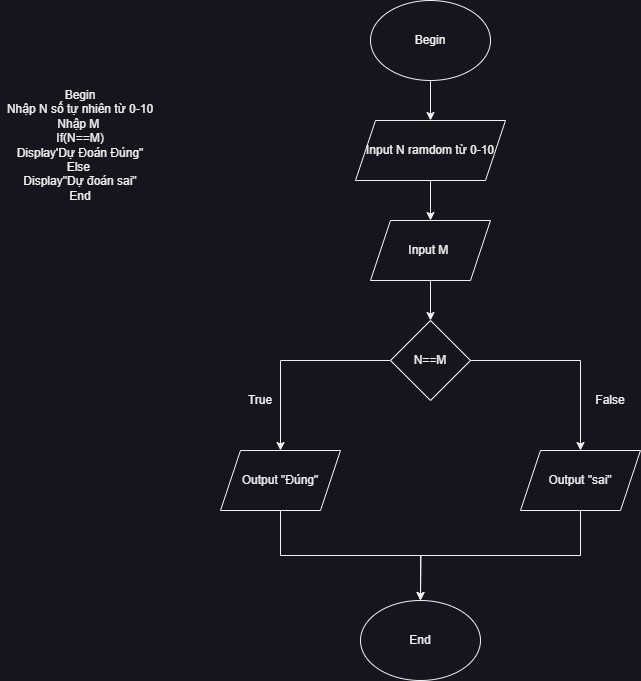 Begin
Nhập N số tự nhiên từ 0-10
Nhập M
If(N==M)
Display'Dự Đoán Đúng"
Else
Display"Dự đoán sai"
End
Begin
Input N ramdom từ 0-10
Input M
N==M
True
False
Output "Đúng"
Output "sai"
End